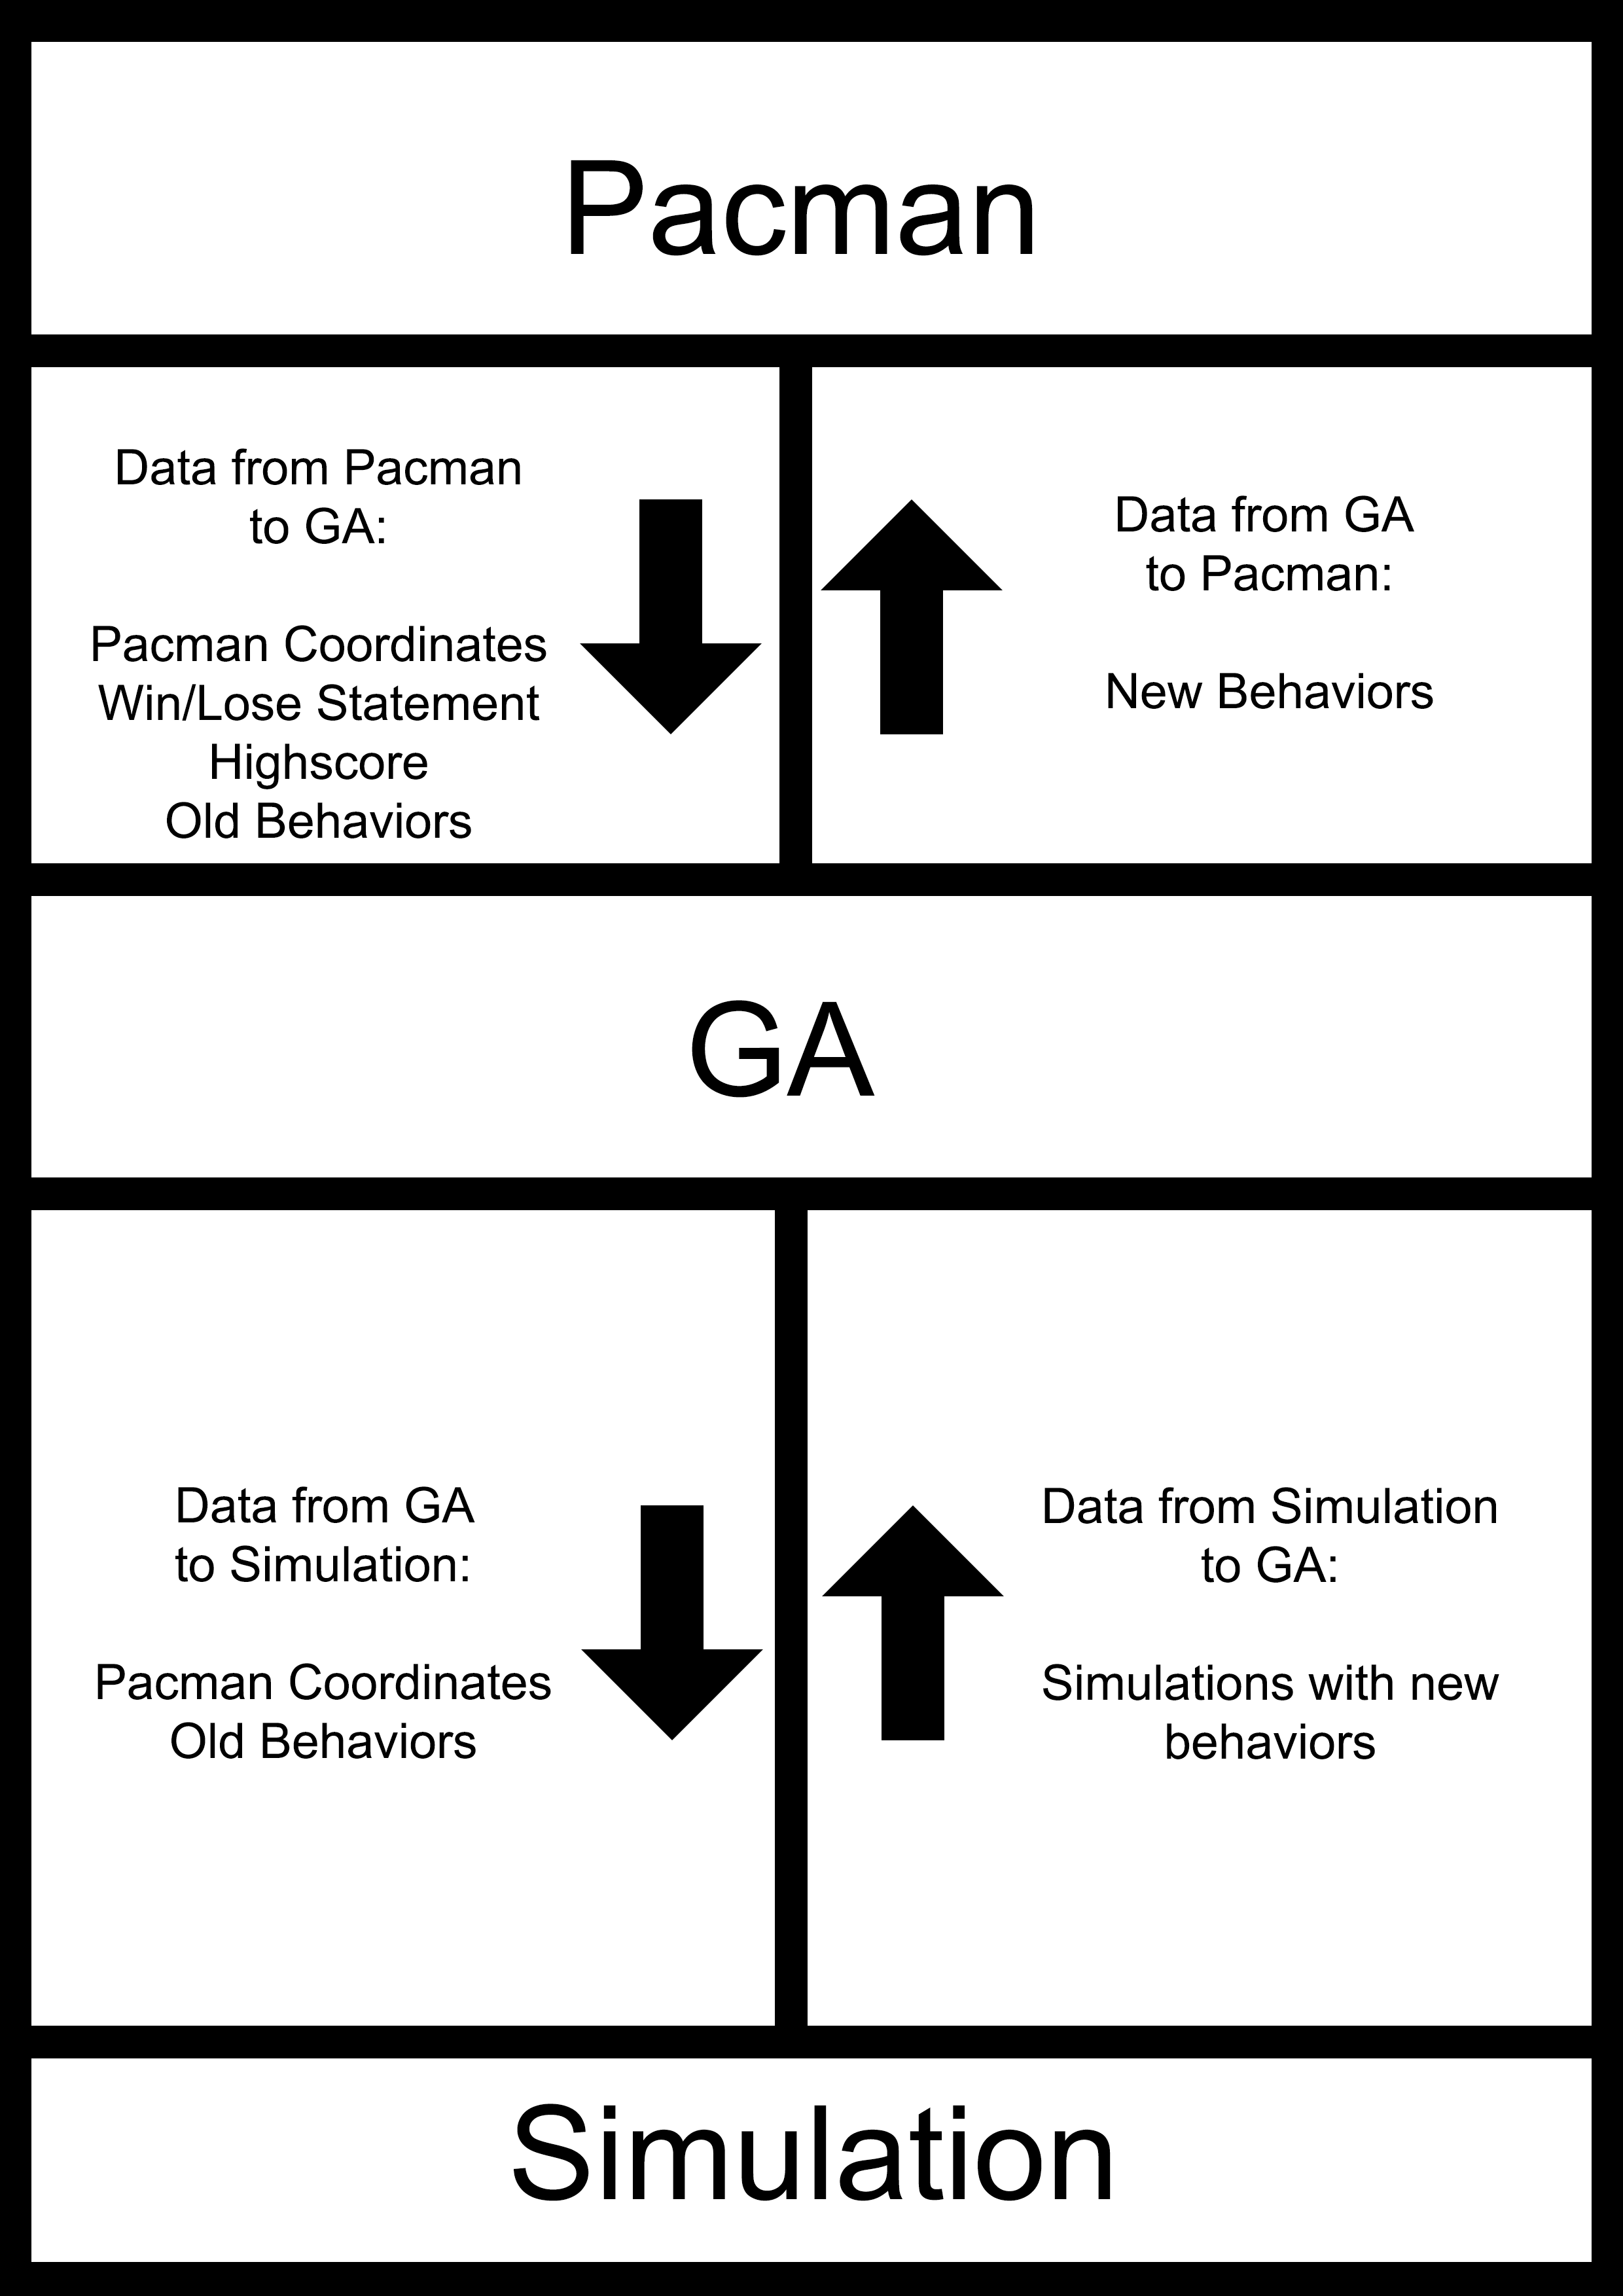 Pacman
Data from Pacman
to GA:
Pacman Coordinates
Win/Lose Statement
Highscore
Old Behaviors
Data from GA
to Pacman:
New Behaviors
GA
Data from GA
to Simulation:
Pacman Coordinates
Old Behaviors
Data from Simulation
to GA:
Simulations with new
behaviors
Simulation